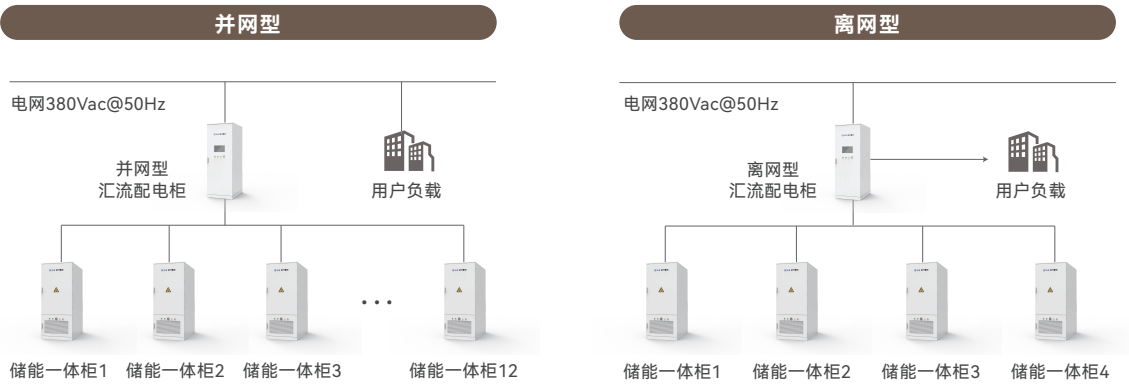 并网型
电网380Vac@50Hz
并网型
汇流配电柜
用户负载
储能一体柜1
储能一体柜2
储能一体柜3
...
储能一体柜12
离网型
电网380Vac@50Hz
离网型
汇流配电柜
用户负载
储能一体柜1
储能一体柜2
储能一体柜3
储能一体柜4